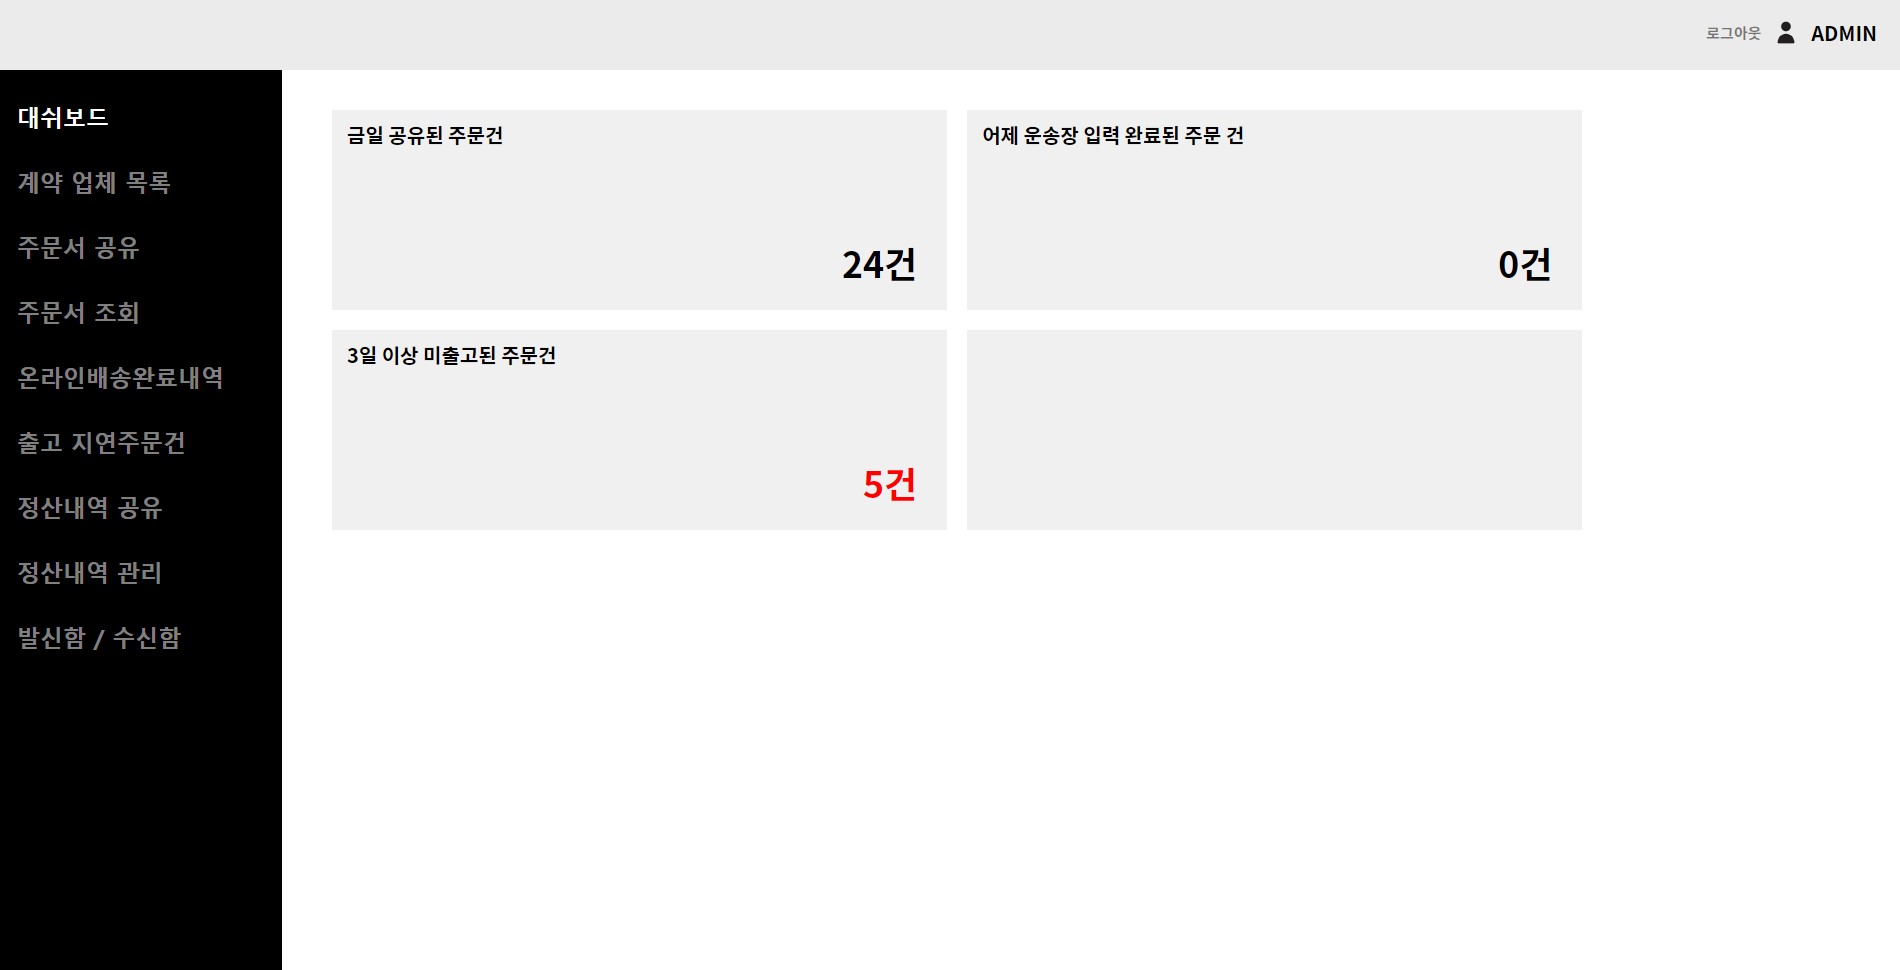 로그아웃 ADMIN
대쉬보드
계약 업체 목록
주문서 공유
주문서 조회
온라인배송완료내역
출고 지연주문건
정산내역 공유
정산내역 관리
발신함 / 수신함
금일 공유된 주문건
24건
어제 운송장 입력 완료된 주문 건
0건
3일 이상 미출고된 주문건
5건